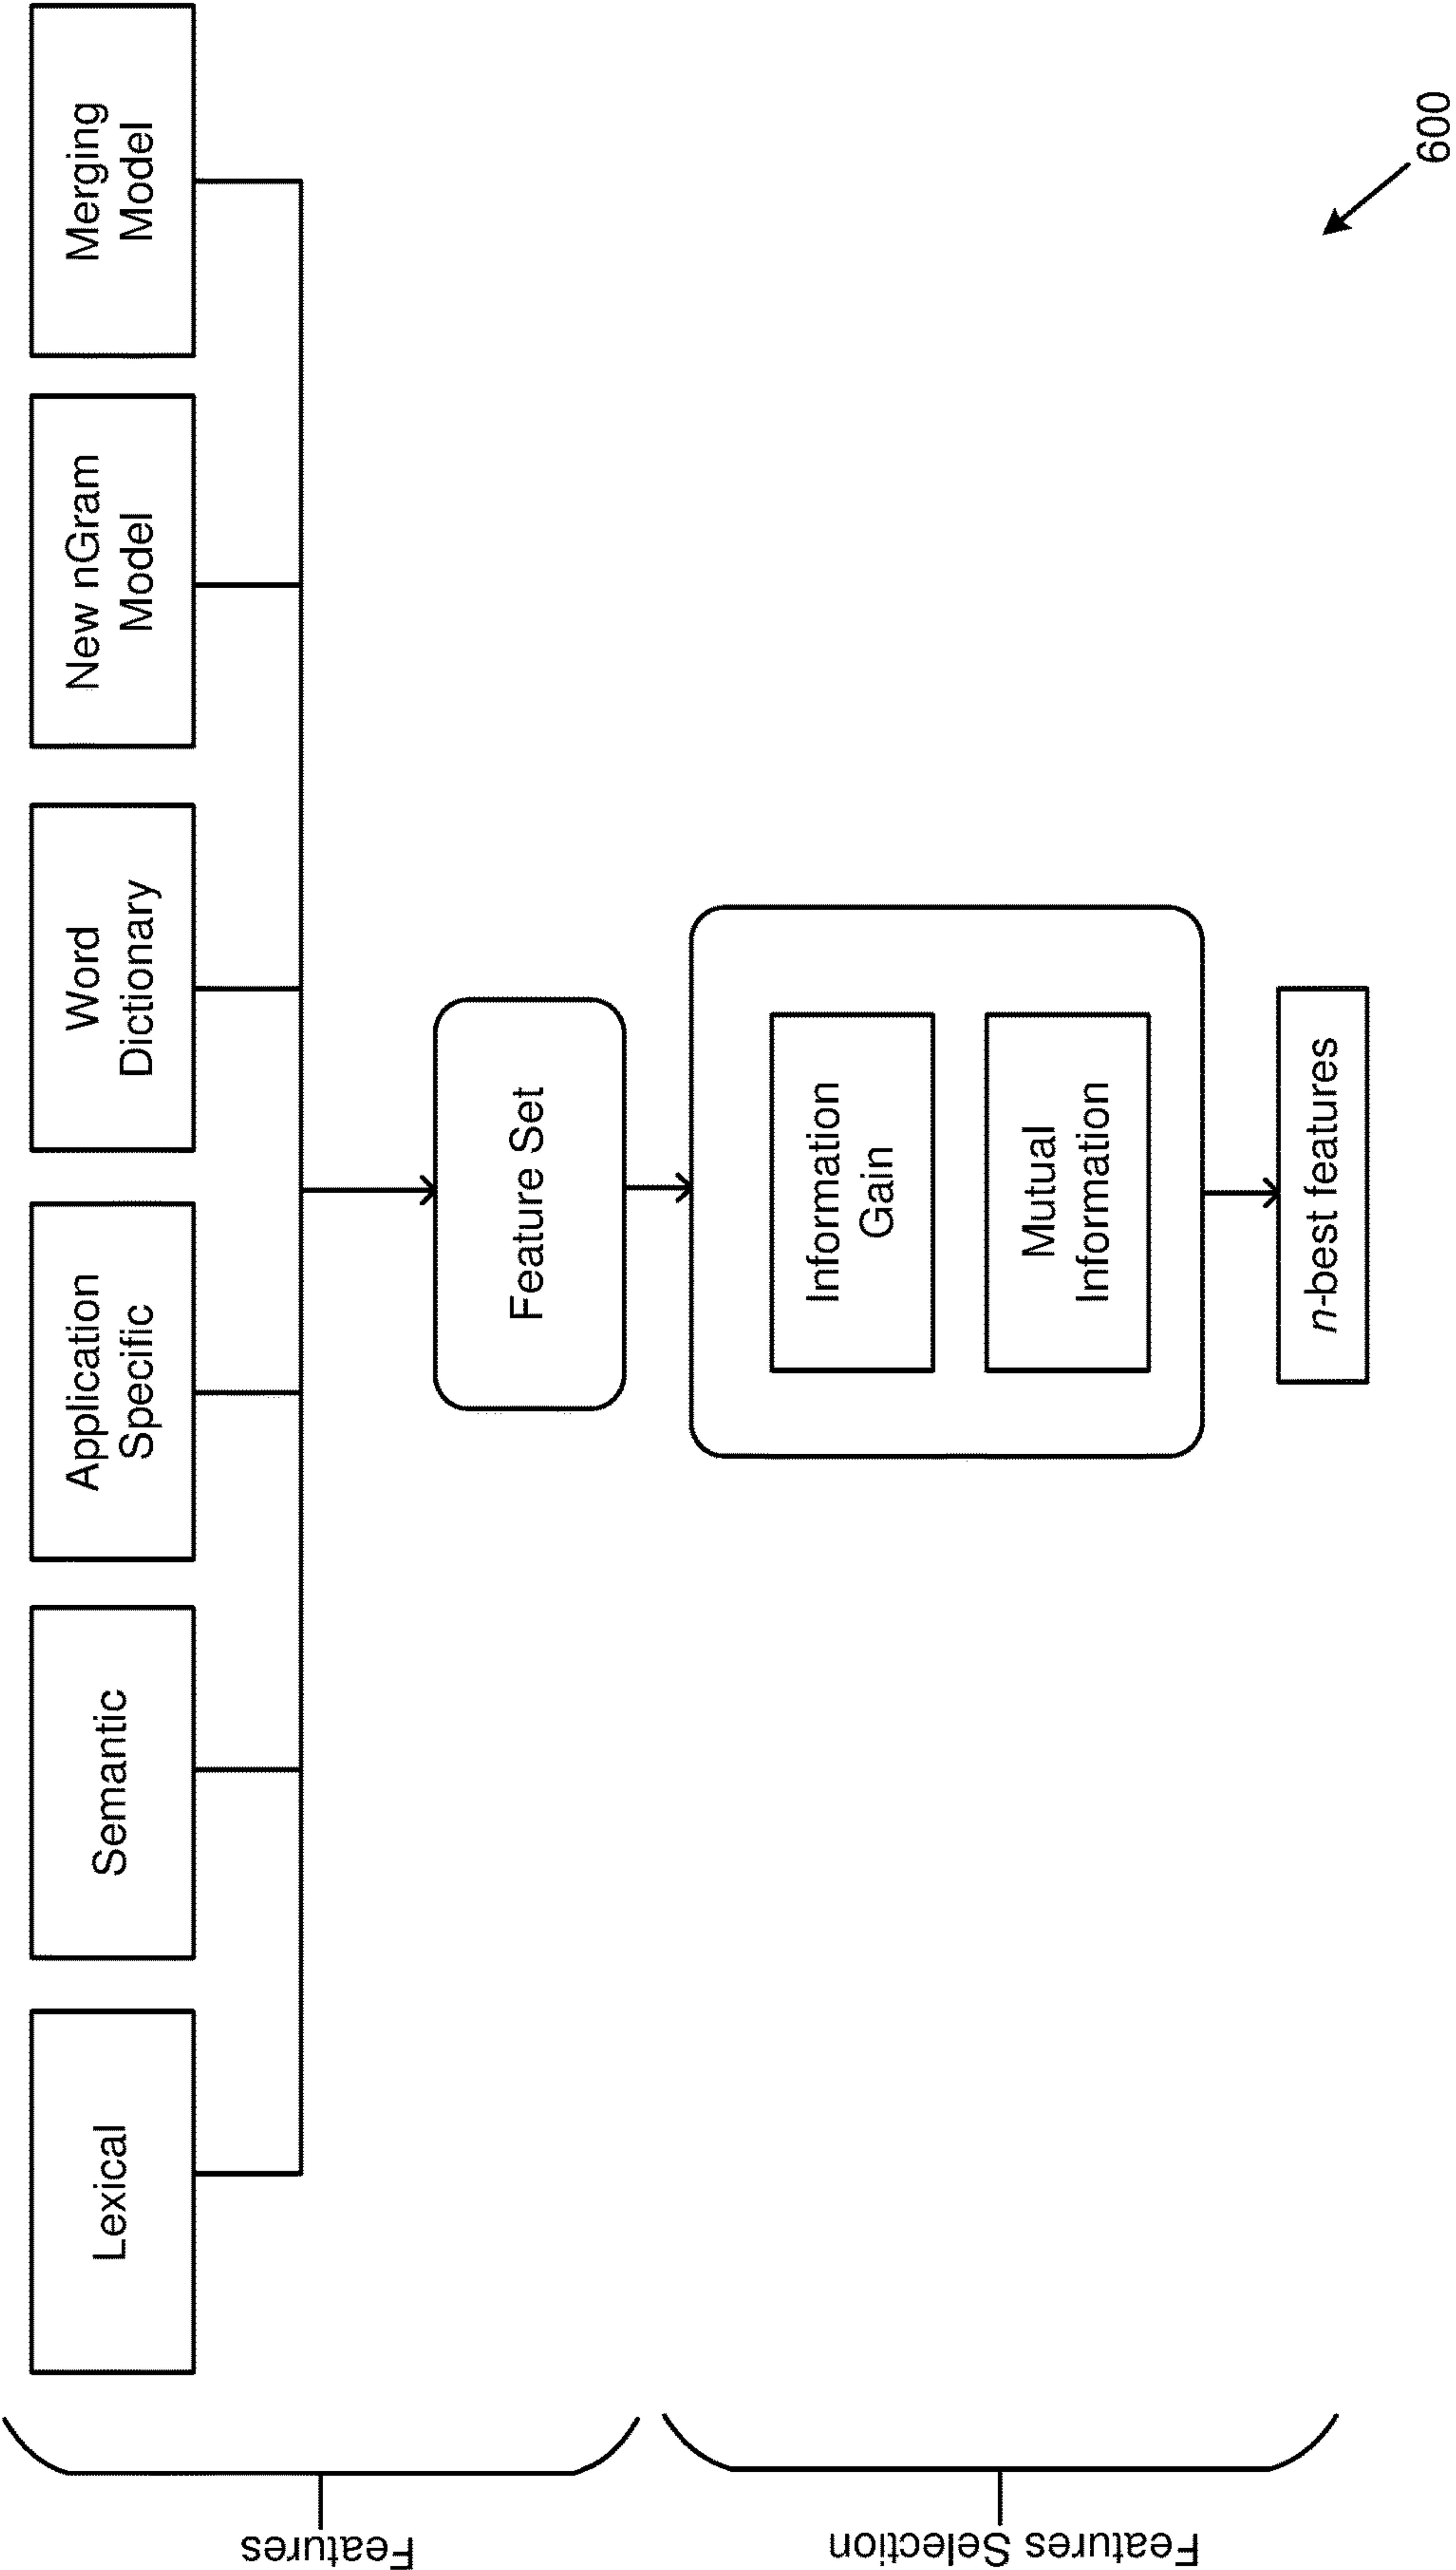 Features
Lexical
Semantic
Application
Specific
Word
Dictionary
New nGram
Model
Merging
Model
Feature Set
Features Selection
Information
Gain
Mutual
Information
n-best features
600